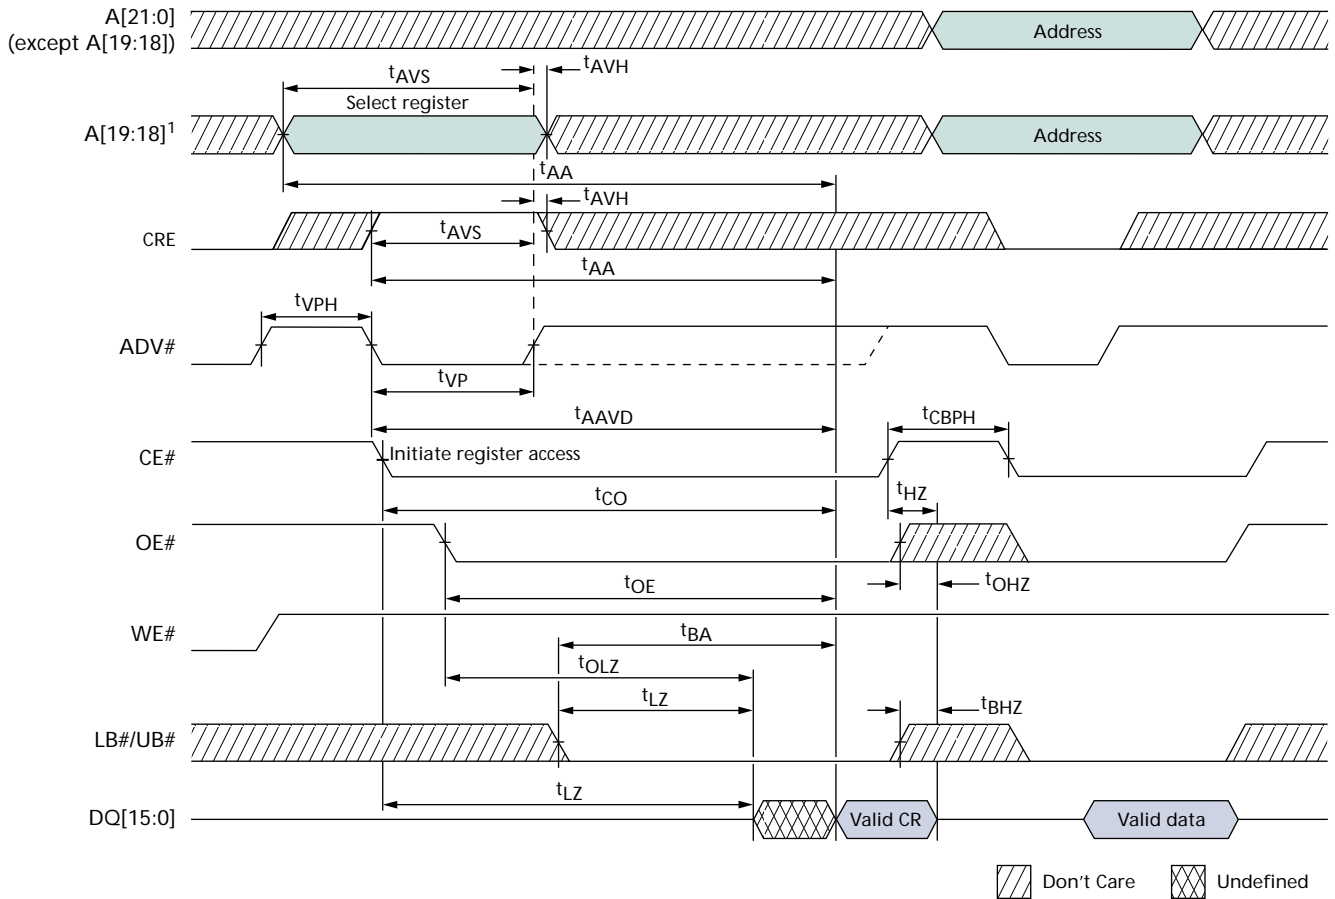 A[21:0]
(except A[19:18])
Address
tAVS
tAVH
Select register
A[19:18]1
Address
tAA
tAVH
CRE
tAVS
tAA
tVPH
ADV#
tVP
tAAVD
tCBPH
CE#
Initiate register access
tCO
tHZ
OE#
tOE
tOHZ
WE#
tBA
tOLZ
tLZ
tBHZ
LB#/UB#
tLZ
DQ[15:0]
Valid CR
Valid data
Don't Care
Undefined